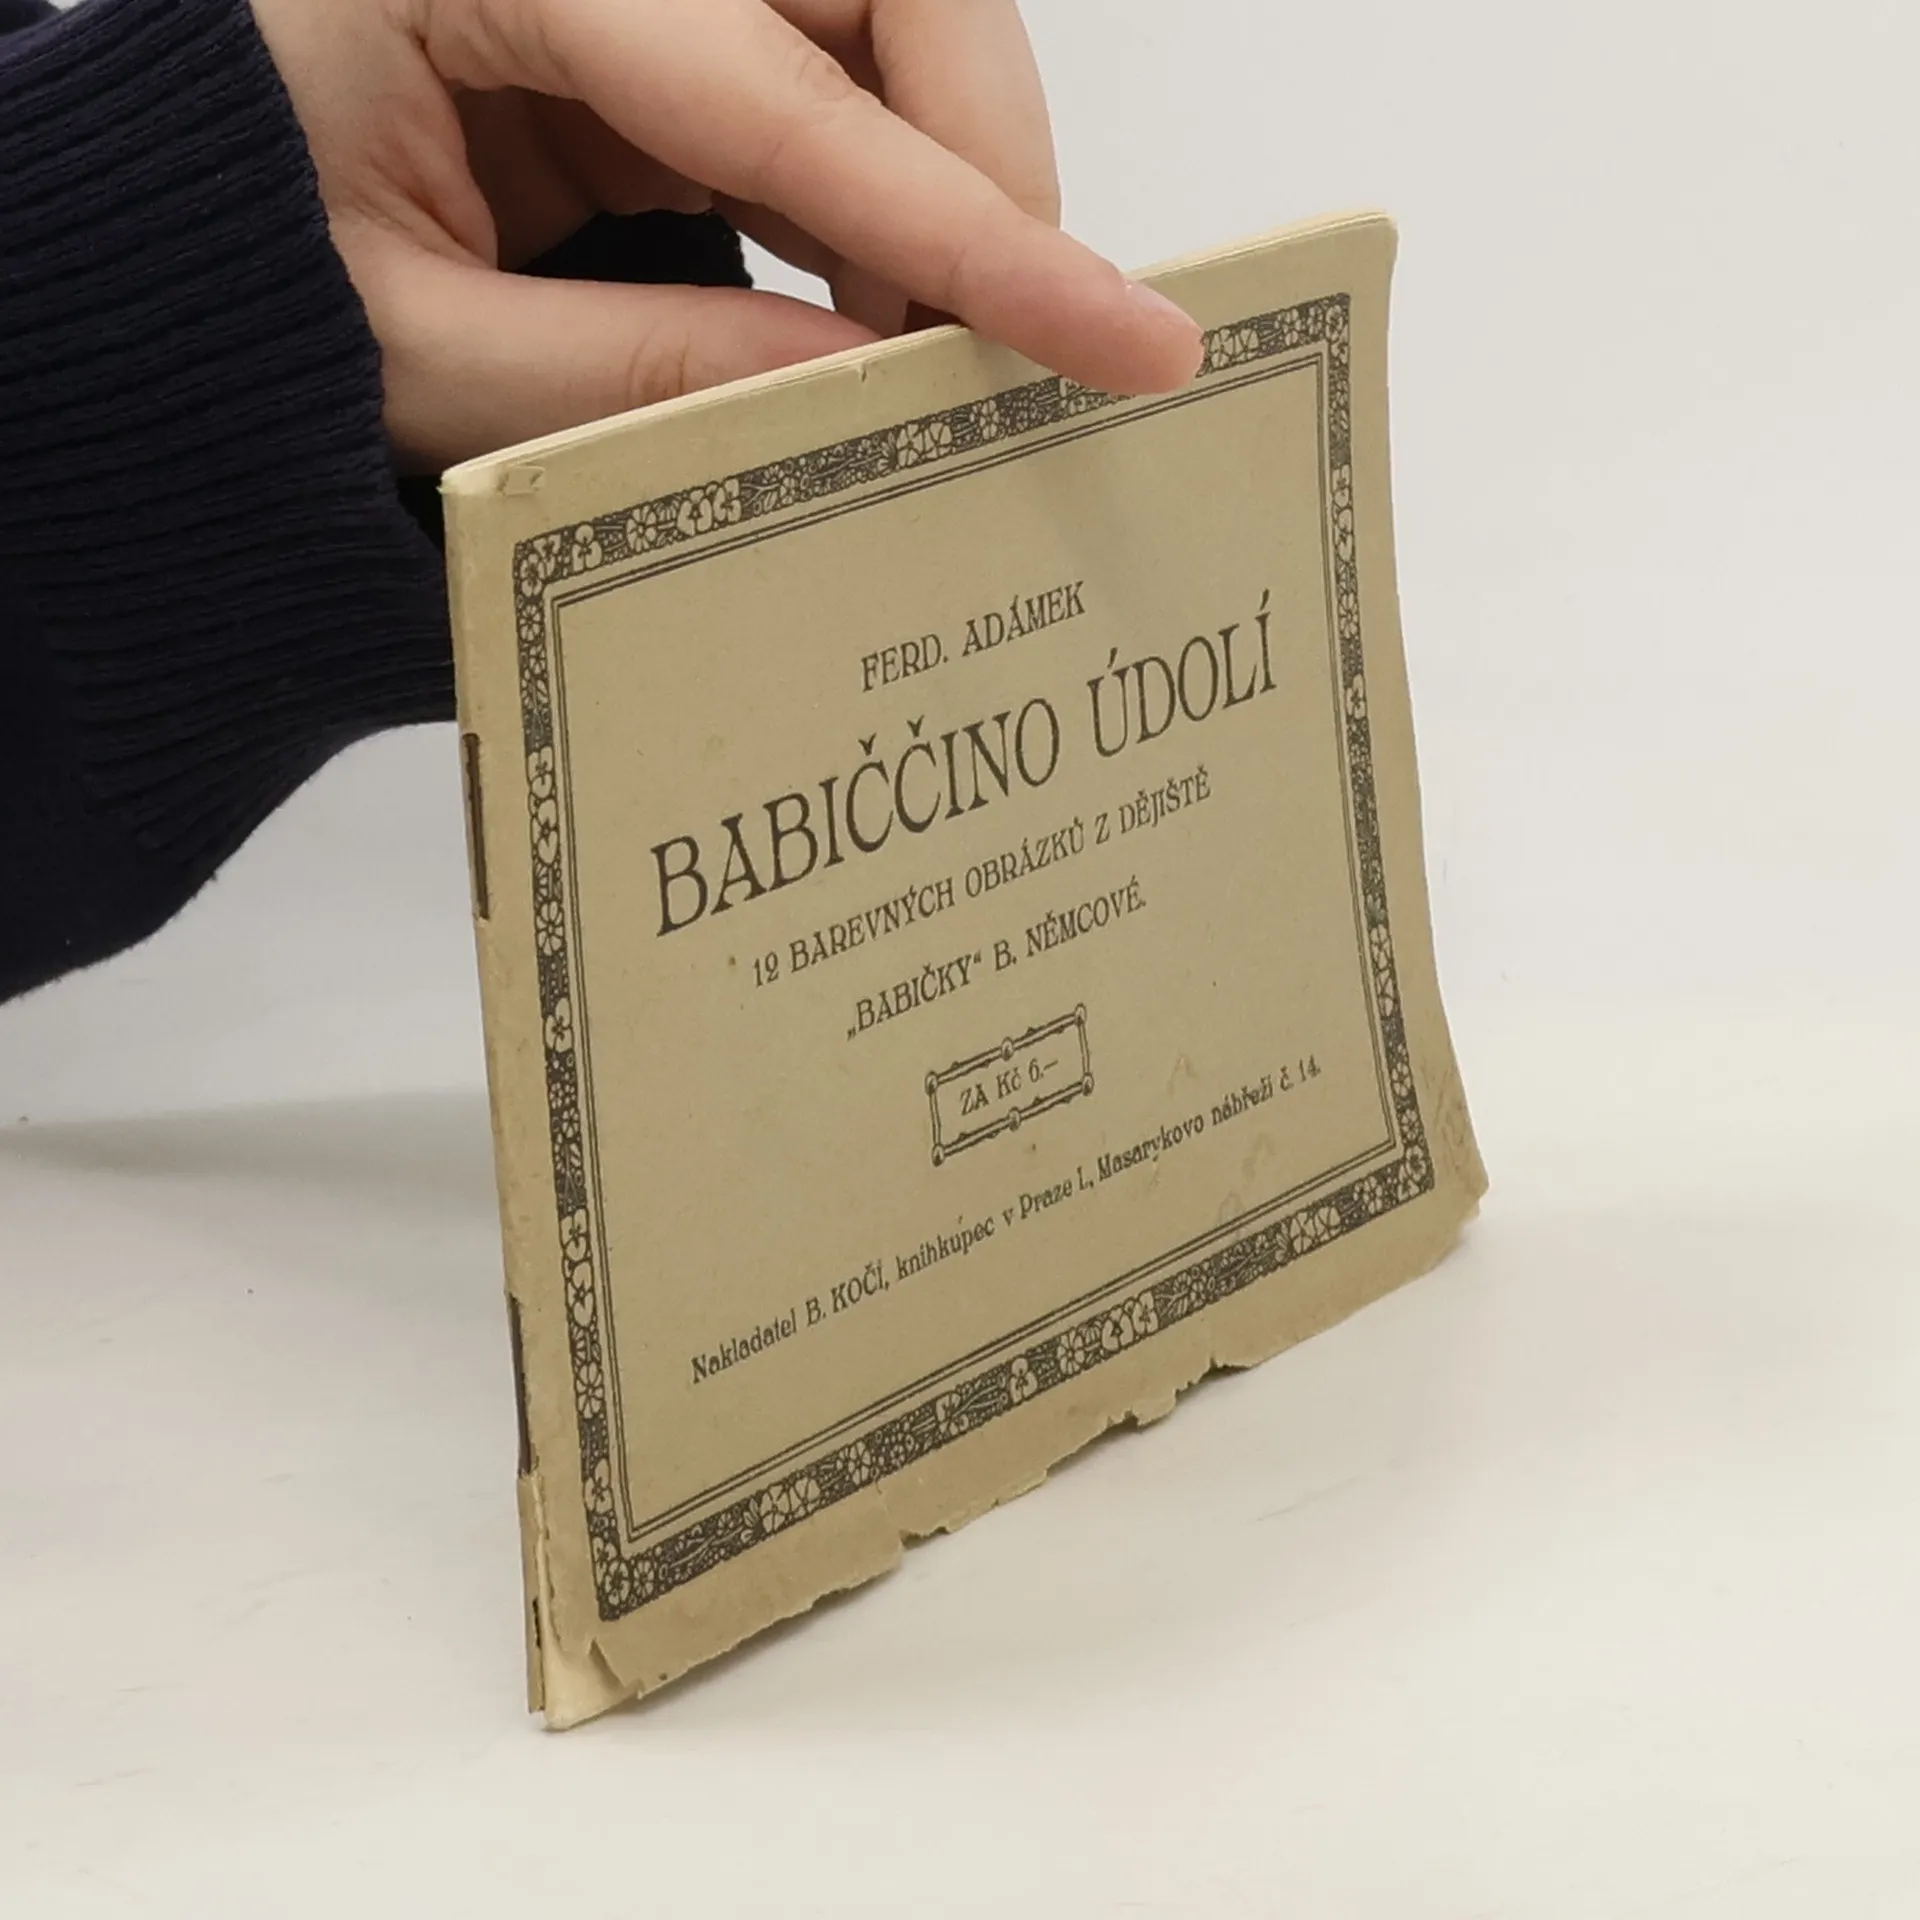 FERD. ADÁMEK
BABIČČINO ÚDOLÍ
12 BAREVNÝCH OBRÁZKŮ Z DĚJIŠTĚ
„BABIČKY“ B. NĚMCOVÉ.
ZA Kč 6.—
Nakladatel B. KOČÍ, knihkupec v Praze I., Masarykovo nábřeží č. 14.